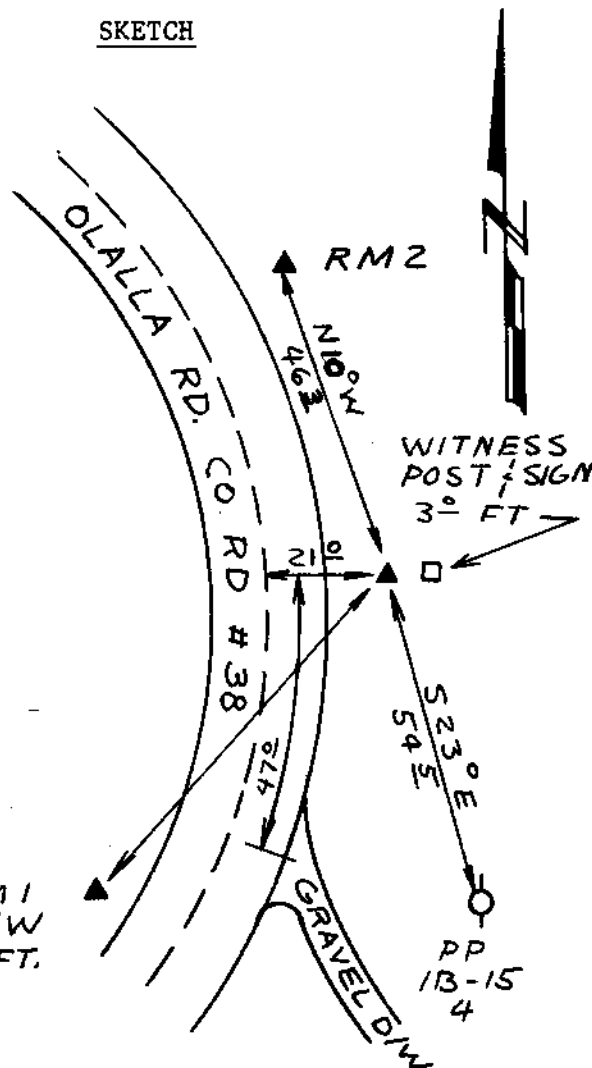 SKETCH
OLALLA RD. CO. RD # 38
RM2
N10°W
46.3
N
WITNESS
POST & SIGN
3.0 FT
21.0
47.0
S23°E
54.5
W
FT.
GRAVEL D/W
PP
1B-15
4